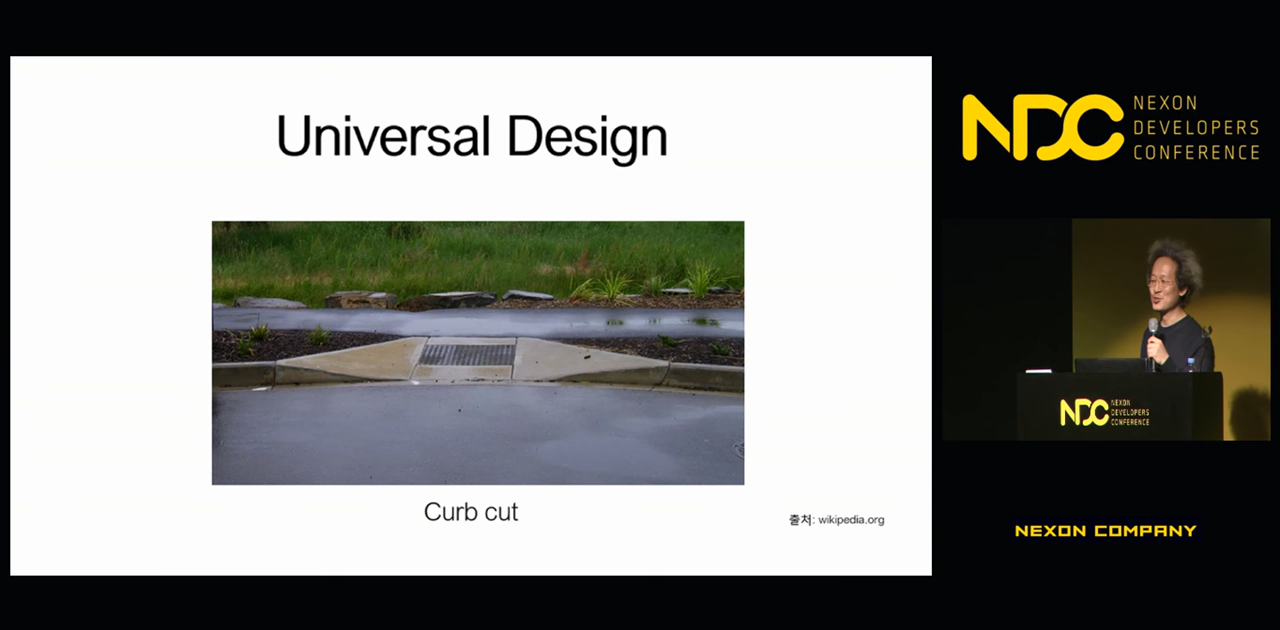 Universal Design
Curb cut
출처: wikipedia.org
NDC
NEXON
DEVELOPERS
CONFERENCE
NDC
NEXON
DEVELOPERS
CONFERENCE
NEXON COMPANY